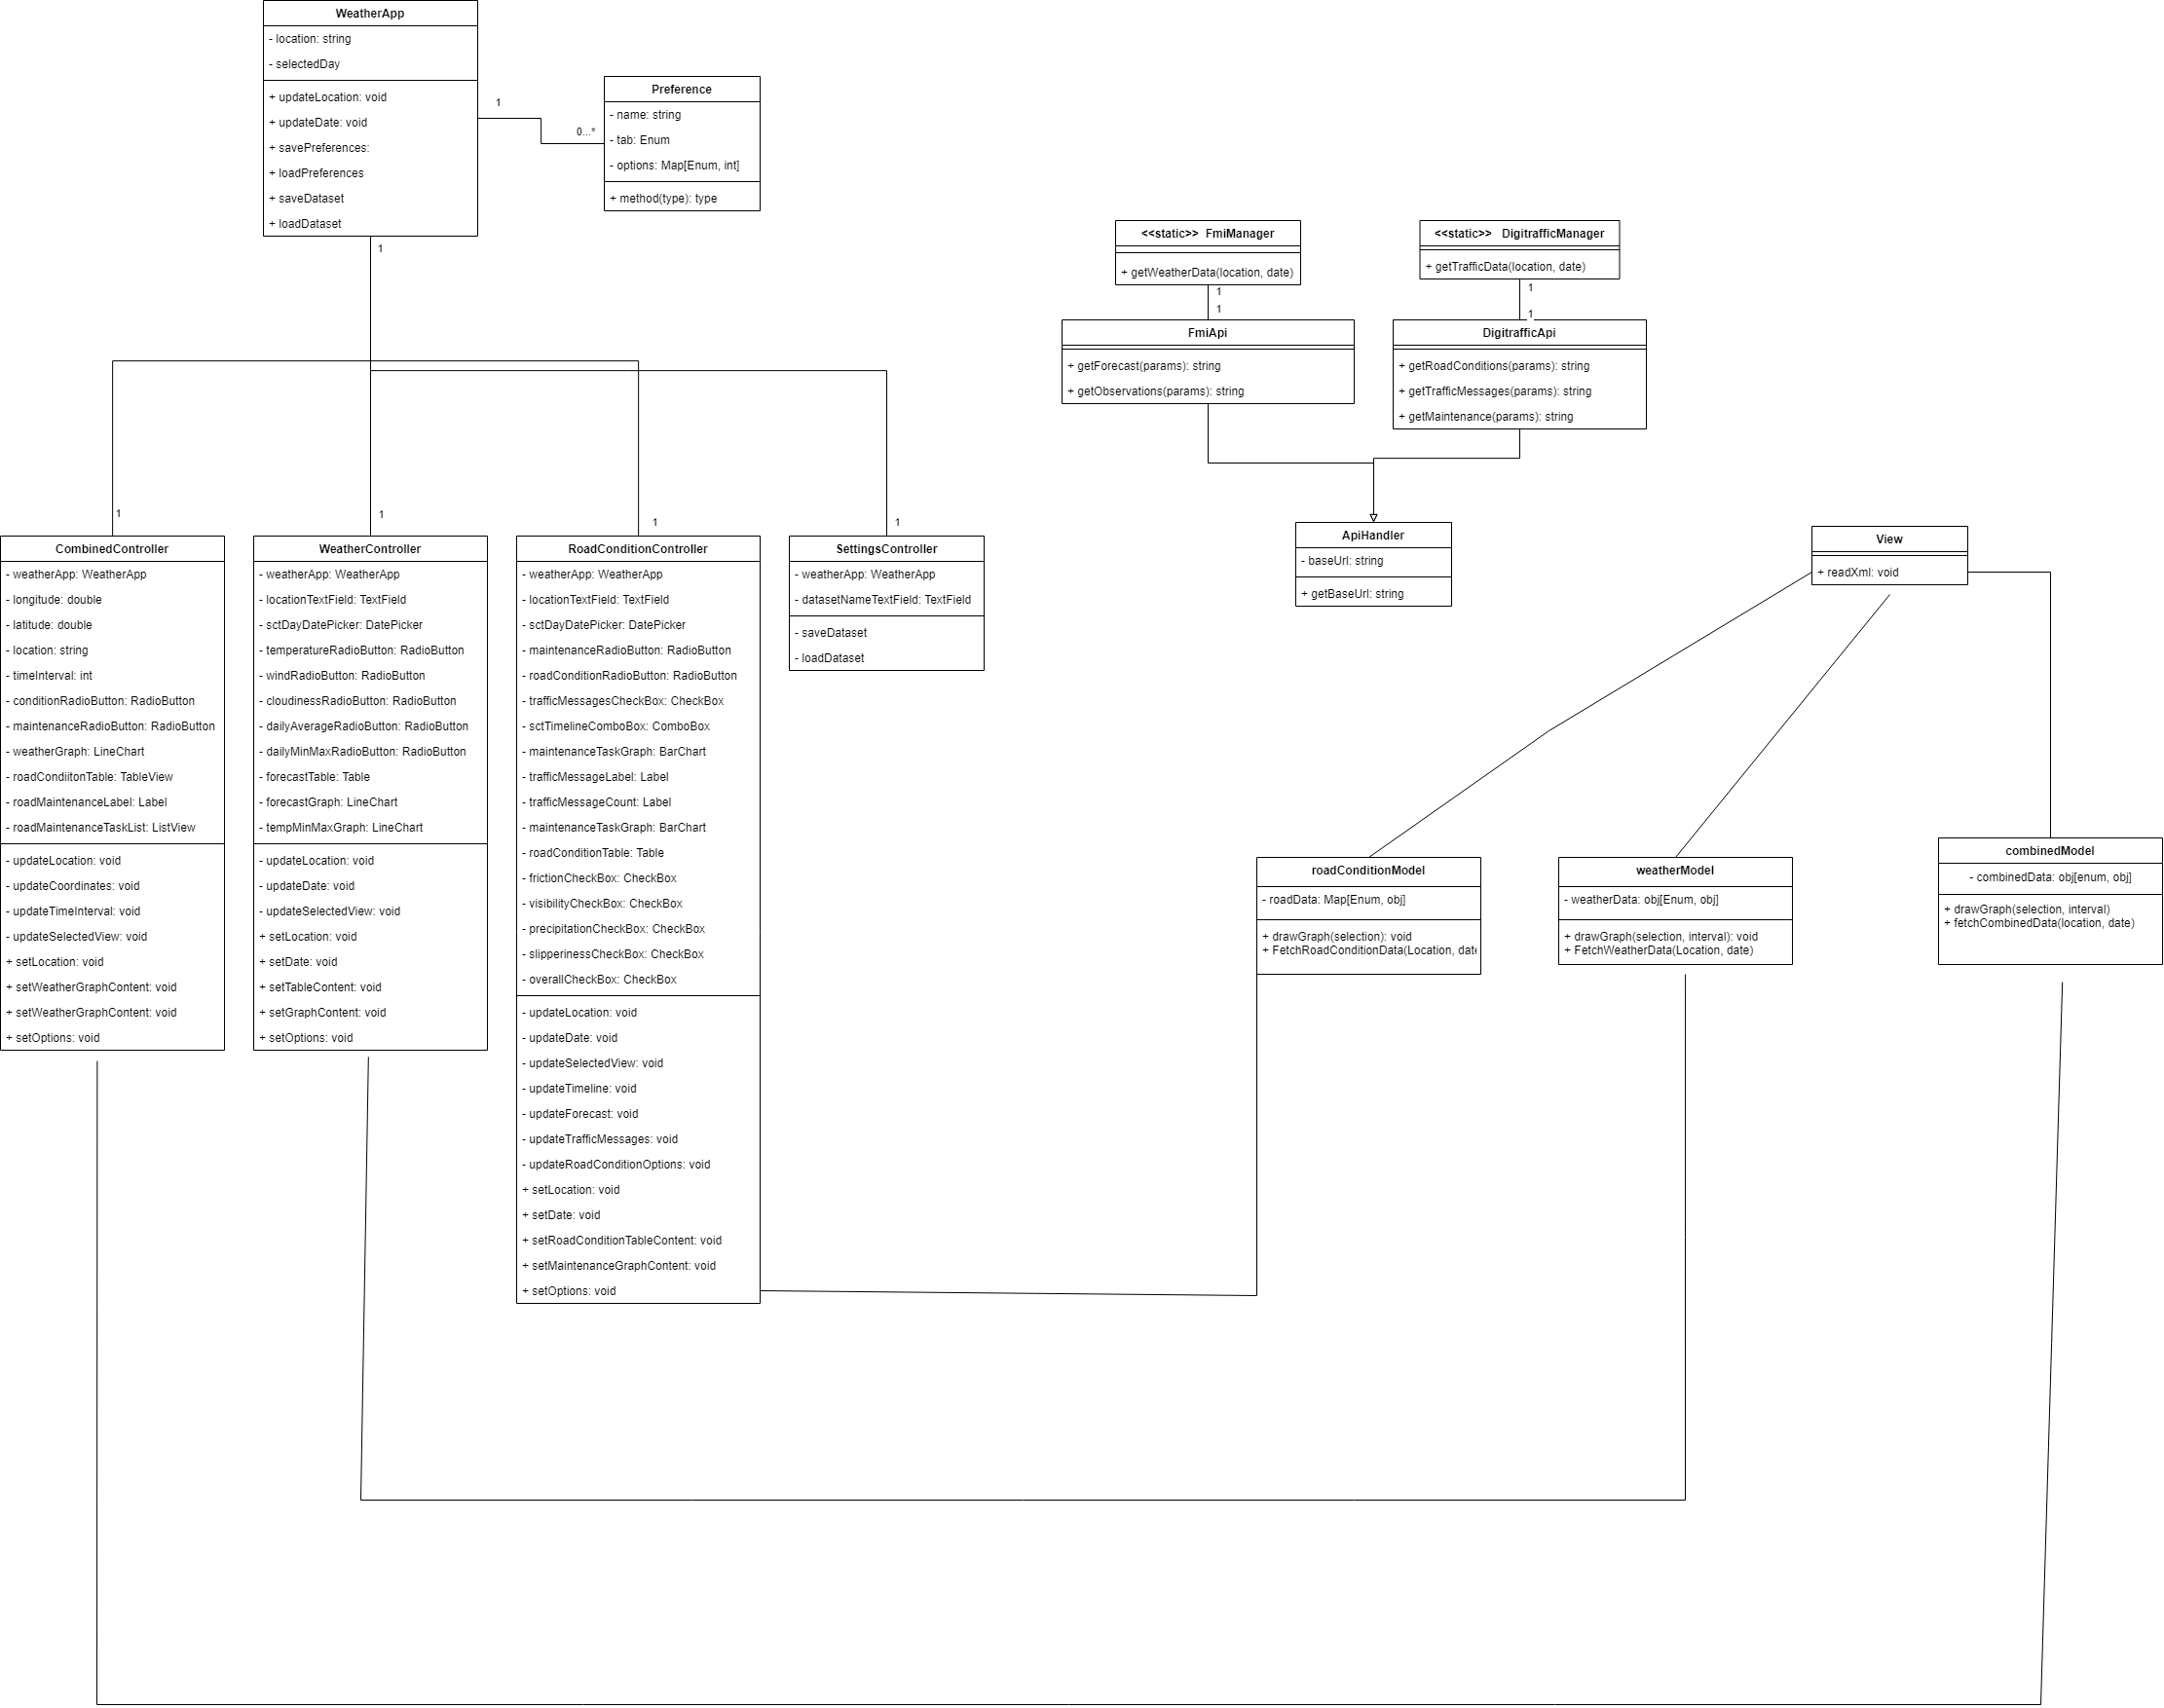 WeatherApp
- location: string
- selectedDay
+ updateLocation: void
+ updateDate: void
+ savePreferences:
+ loadPreferences
+ saveDataset
+ loadDataset
1
0...*
Preference
- name: string
- tab: Enum
- options: Map[Enum, int]
+ method(type): type
1
<<static>> FmiManager
+ getWeatherData(location, date)
1
1
FmiApi
+ getForecast(params): string
+ getObservations(params): string
<<static>> DigitrafficManager
+ getTrafficData(location, date)
1
1
DigitrafficApi
+ getRoadConditions(params): string
+ getTrafficMessages(params): string
+ getMaintenance(params): string
ApiHandler
- baseUrl: string
+ getBaseUrl: string
View
+ readXml: void
1
CombinedController
- weatherApp: WeatherApp
- longitude: double
- latitude: double
- location: string
- timeInterval: int
- conditionRadioButton: RadioButton
- maintenanceRadioButton: RadioButton
- weatherGraph: LineChart
- roadCondiitonTable: TableView
- roadMaintenanceLabel: Label
- roadMaintenanceTaskList: ListView
- updateLocation: void
- updateCoordinates: void
- updateTimeInterval: void
- updateSelectedView: void
+ setLocation: void
+ setWeatherGraphContent: void
+ setWeatherGraphContent: void
+ setOptions: void
1
WeatherController
- weatherApp: WeatherApp
- locationTextField: TextField
- sctDayDatePicker: DatePicker
- temperatureRadioButton: RadioButton
- windRadioButton: RadioButton
- cloudinessRadioButton: RadioButton
- dailyAverageRadioButton: RadioButton
- dailyMinMaxRadioButton: RadioButton
- forecastTable: Table
- forecastGraph: LineChart
- tempMinMaxGraph: LineChart
- updateLocation: void
- updateDate: void
- updateSelectedView: void
+ setLocation: void
+ setDate: void
+ setTableContent: void
+ setGraphContent: void
+ setOptions: void
1
RoadConditionController
- weatherApp: WeatherApp
- locationTextField: TextField
- sctDayDatePicker: DatePicker
- maintenanceRadioButton: RadioButton
- roadConditionRadioButton: RadioButton
- trafficMessagesCheckBox: CheckBox
- sctTimelineComboBox: ComboBox
- maintenanceTaskGraph: BarChart
- trafficMessageLabel: Label
- trafficMessageCount: Label
- maintenanceTaskGraph: BarChart
- roadConditionTable: Table
- frictionCheckBox: CheckBox
- visibilityCheckBox: CheckBox
- precipitationCheckBox: CheckBox
- slipperinessCheckBox: CheckBox
- overallCheckBox: CheckBox
- updateLocation: void
- updateDate: void
- updateSelectedView: void
- updateTimeline: void
- updateForecast: void
- updateTrafficMessages: void
- updateRoadConditionOptions: void
+ setLocation: void
+ setDate: void
+ setRoadConditionTableContent: void
+ setMaintenanceGraphContent: void
+ setOptions: void
1
SettingsController
- weatherApp: WeatherApp
- datasetNameTextField: TextField
- saveDataset
- loadDataset
roadConditionModel
- roadData: Map[Enum, obj]
+ drawGraph(selection): void
+ FetchRoadConditionData(Location, date
weatherModel
- weatherData: obj[Enum, obj]
+ drawGraph(selection, interval): void
+ FetchWeatherData(Location, date)
combinedModel
- combinedData: obj[enum, obj]
+ drawGraph(selection, interval)
+ fetchCombinedData(location, date)